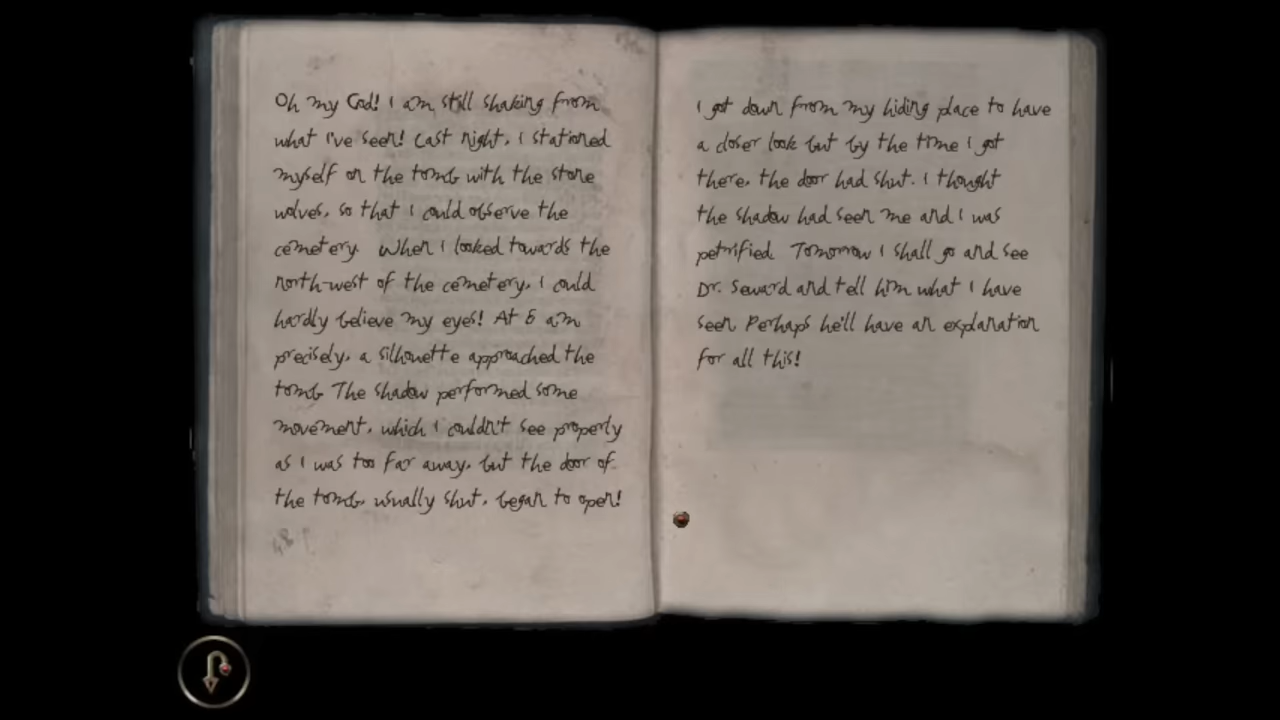 Oh my God! I am still shaking from
what I've seen! Last night, I stationed
myself on the tomb with the stone
wolves, so that I could observe the
cemetery. When I looked towards the
north-west of the cemetery, I could
hardly believe my eyes! At 5 a.m.
precisely, a silhouette approached the
tomb. The shadow performed some
movement, which I couldn't see properly
as I was too far away, but the door of
the tomb, usually shut, began to open!
I got down from my hiding place to have
a closer look but by the time I got
there, the door had shut. I thought
the shadow had seen me and I was
petrified. Tomorrow I shall go and see
Dr. Seward and tell him what I have
seen. Perhaps he'll have an explanation
for all this!